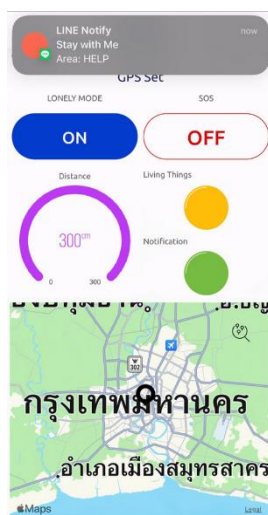 LINE Notify
now
Stay with Me
Area: HELP
GPS Set
LONELY MODE
SOS
ON
OFF
Distance
Living Things
300cm
0
300
Notification
302
กรุงเทพมหานคร
อำเภอเมืองสมุทรสาคร
Maps
Legal